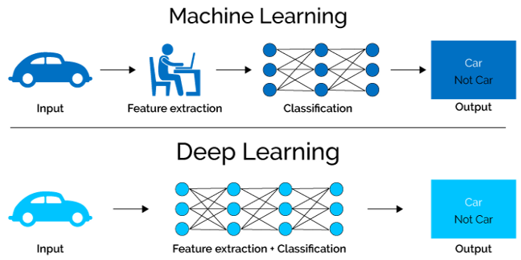 Machine Learning
Car
Not Car
Input
Feature extraction
Classification
Output
Deep Learning
Car
Not Car
Input
Feature extraction + Classification
Output